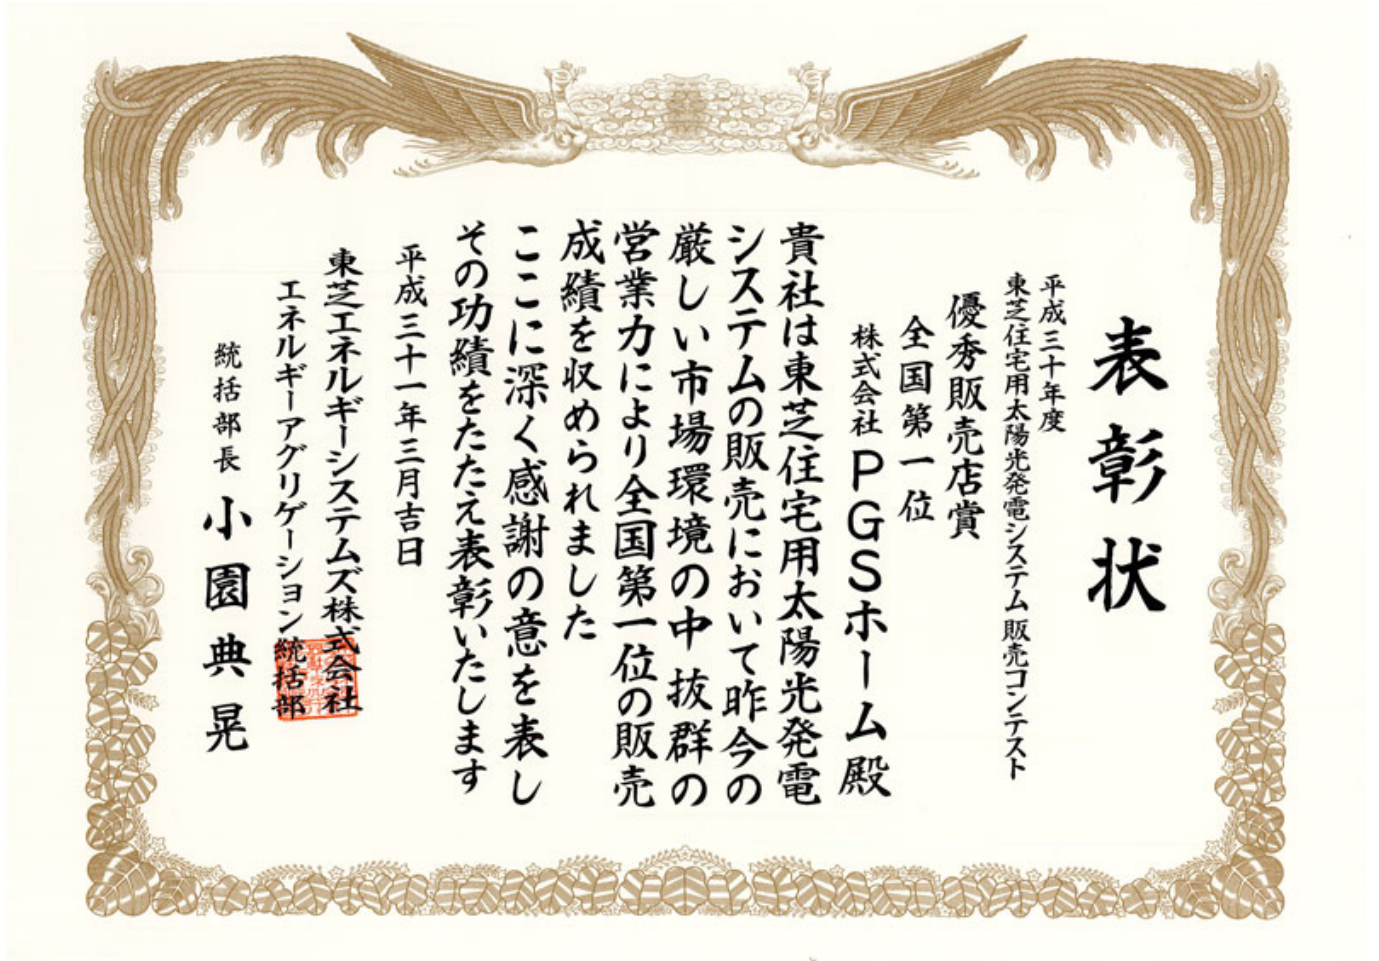 表彰状
平成三十年度
東芝住宅用太陽光発電システム販売コンテスト
優秀販売店賞
全国第一位
株式会社PGSホーム殿
貴社は東芝住宅用太陽光発電
システムの販売において昨今の
厳しい市場環境の中抜群の
営業力により全国第一位の販売
成績を収められました
ここに深く感謝の意を表し
その功績をたたえ表彰いたします
平成三十一年三月吉日
東芝エネルギーシステムズ株式会社
エネルギーアグリゲーション統括部
統括部長 小園典晃